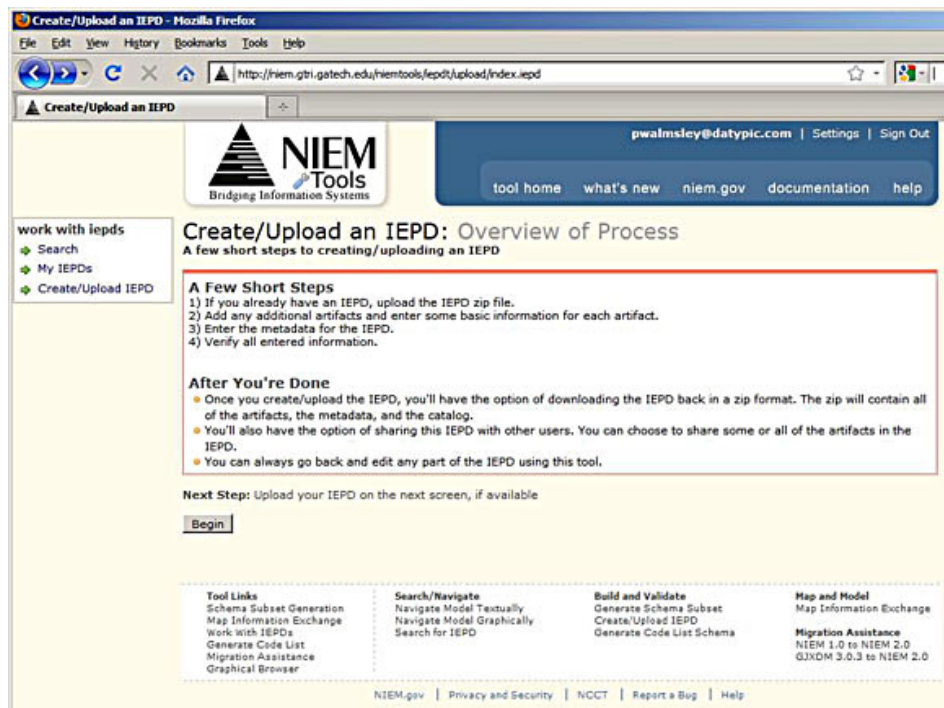 Create/Upload an IEPD - Mozilla Firefox
File Edit View History Bookmarks Tools Help
http://niem.gtri.gatech.edu/niemtools/iepdt/upload/index.iepd
Create/Upload an IEPD
NIEM
Tools
Bridging Information Systems
pwalmsley@datypic.com | Settings | Sign Out
tool home what's new niem.gov documentation help
work with iepds
Search
My IEPDs
Create/Upload IEPD
Create/Upload an IEPD: Overview of Process
A few short steps to creating/uploading an IEPD
A Few Short Steps
1) If you already have an IEPD, upload the IEPD zip file.
2) Add any additional artifacts and enter some basic information for each artifact.
3) Enter the metadata for the IEPD.
4) Verify all entered information.
After You're Done
Once you create/upload the IEPD, you'll have the option of downloading the IEPD back in a zip format. The zip will contain all
of the artifacts, the metadata, and the catalog.
You'll also have the option of sharing this IEPD with other users. You can choose to share some or all of the artifacts in the
IEPD.
You can always go back and edit any part of the IEPD using this tool.
Next Step: Upload your IEPD on the next screen, if available
Begin
Tool Links
Schema Subset Generation
Map Information Exchange
Work With IEPDs
Generate Code List
Migration Assistance
Graphical Browser
Search/Navigate
Navigate Model Textually
Navigate Model Graphically
Search for IEPD
Build and Validate
Generate Schema Subset
Create/Upload IEPD
Generate Code List Schema
Map and Model
Map Information Exchange
Migration Assistance
NIEM 1.0 to NIEM 2.0
GJXDM 3.0.3 to NIEM 2.0
NIEM.gov | Privacy and Security | NCCT | Report a Bug | Help